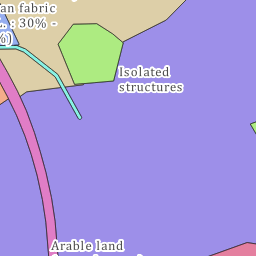 an fabric
. : 30% -
%)
Isolated
structures
Arable land